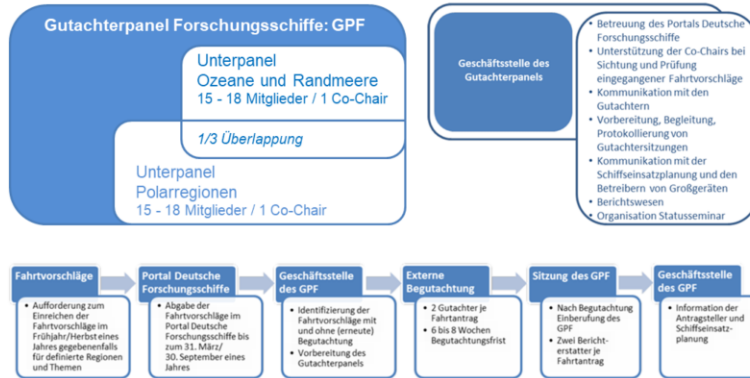 Gutachterpanel Forschungsschiffe: GPF
Unterpanel
Ozeane und Randmeere
15 - 18 Mitglieder / 1 Co-Chair
1/3 Überlappung
Unterpanel
Polarregionen
15 - 18 Mitglieder / 1 Co-Chair
Geschäftsstelle des
Gutachterpanels
• Betreuung des Portals Deutsche
Forschungsschiffe
• Unterstützung der Co-Chairs bei
Sichtung und Prüfung
eingegangener Fahrtvorschläge
• Kommunikation mit den
Gutachtern
• Vorbereitung, Begleitung,
Protokollierung von
Gutachtersitzungen
• Kommunikation mit der
Schiffseinsatzplanung und den
Betreibern von Großgeräten
• Berichtswesen
• Organisation Statusseminar
Fahrtvorschläge
• Aufforderung zum
Einreichen der
Fahrtvorschläge im
Frühjahr/Herbst eines
Jahres gegebenenfalls
für definierte Regionen
und Themen
Portal Deutsche
Forschungsschiffe
• Abgabe der
Fahrtvorschläge im
Portal Deutsche
Forschungsschiffe bis
zum 31. März/
30. September eines
Jahres
Geschäftsstelle
des GPF
• Identifizierung der
Fahrtvorschläge mit
und ohne (erneute)
Begutachtung
• Vorbereitung des
Gutachterpanels
Externe
Begutachtung
• 2 Gutachter je
Fahrtantrag
• 6 bis 8 Wochen
Begutachtungsfrist
Sitzung des GPF
• Nach Begutachtung
Einberufung des
GPF
• Zwei Bericht-
erstatter je
Fahrtantrag
Geschäftsstelle
des GPF
• Information der
Antragsteller und
Schiffseinsatz-
planung